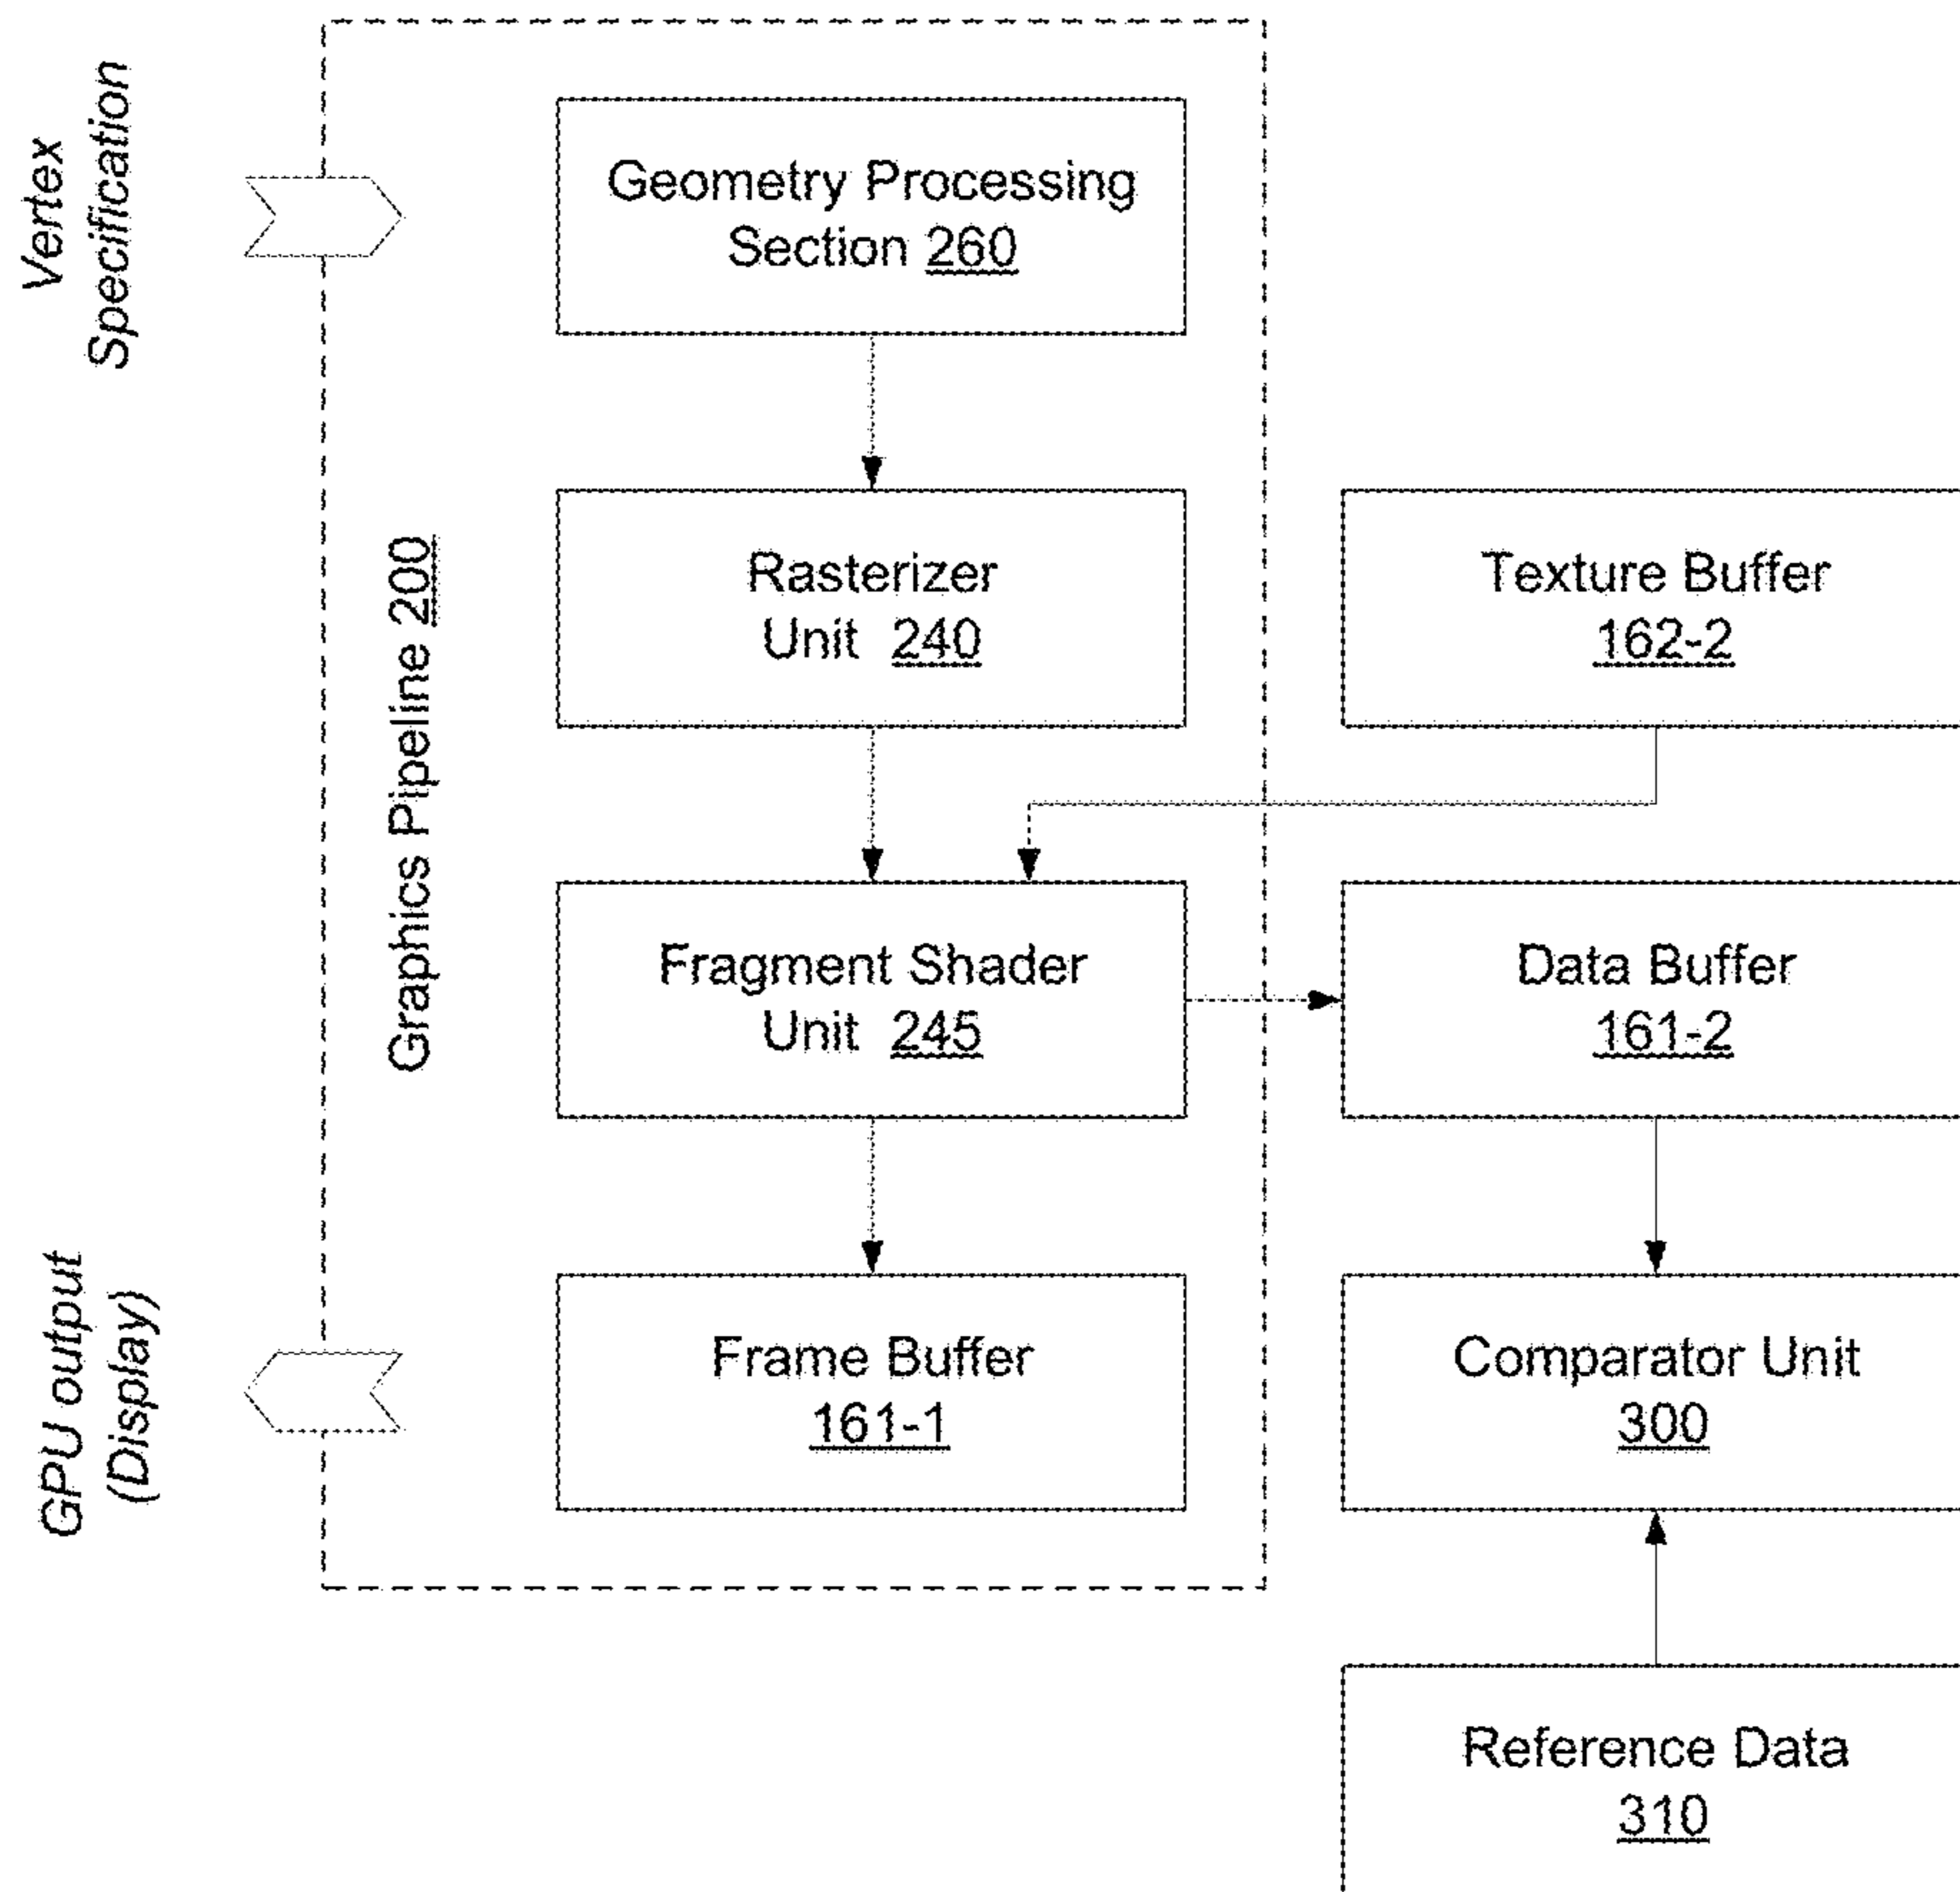 Vertex
Specification
Geometry Processing
Section 260
Graphics Pipeline 200
Rasterizer
Unit 240
Texture Buffer
162-2
Fragment Shader
Unit 245
Data Buffer
161-2
GPU output
(Display)
Frame Buffer
161-1
Comparator Unit
300
Reference Data
310